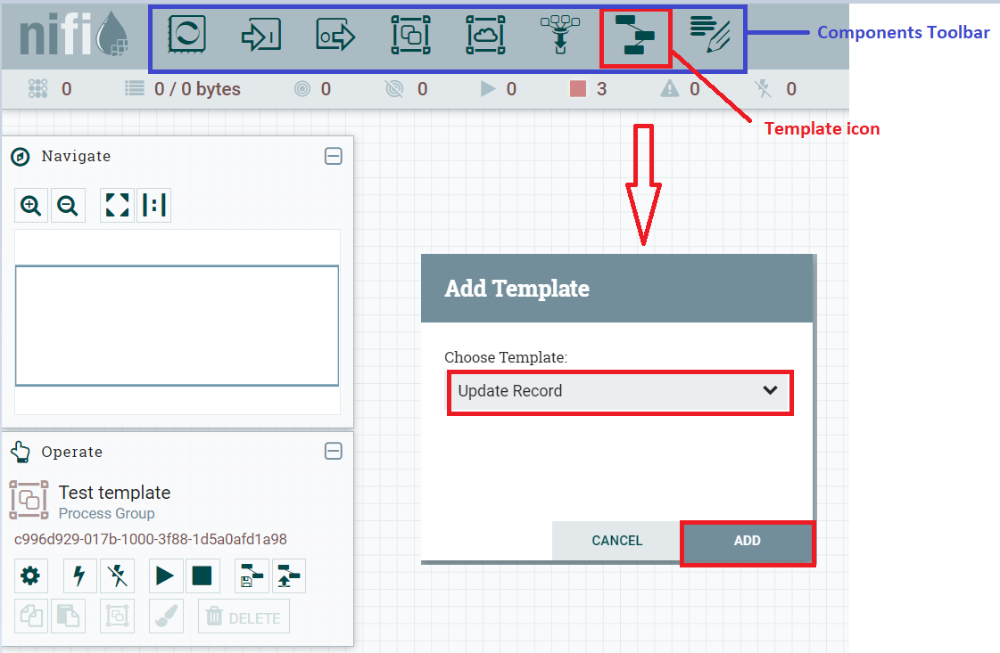 nifi
Components Toolbar
0
0 / 0 bytes
0
0
0
3
0
0
Template icon
Navigate
Add Template
Choose Template:
Update Record
CANCEL
ADD
Operate
Test template
Process Group
c996d929-017b-1000-3f88-1d5a0afd1a98
DELETE